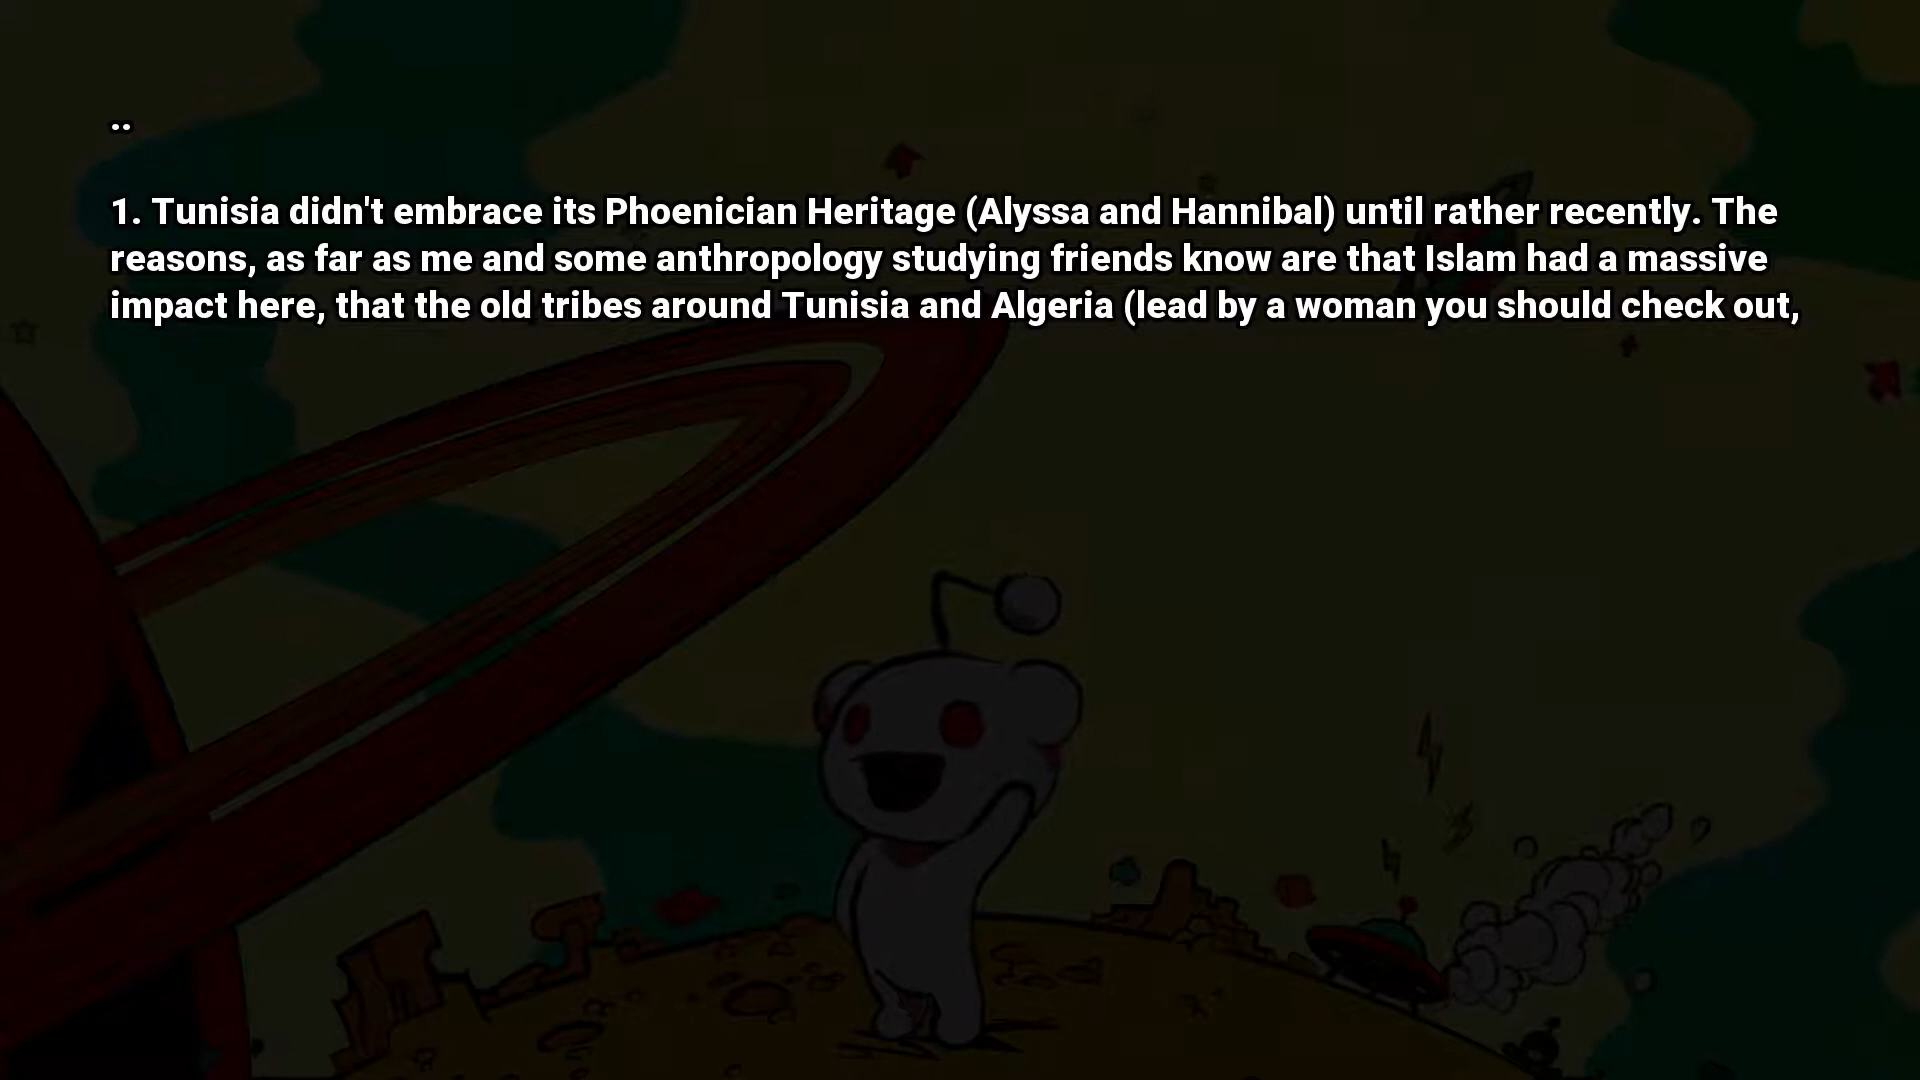 ..
1. Tunisia didn't embrace its Phoenician Heritage (Alyssa and Hannibal) until rather recently. The
reasons, as far as me and some anthropology studying friends know are that Islam had a massive
impact here, that the old tribes around Tunisia and Algeria (lead by a woman you should check out,